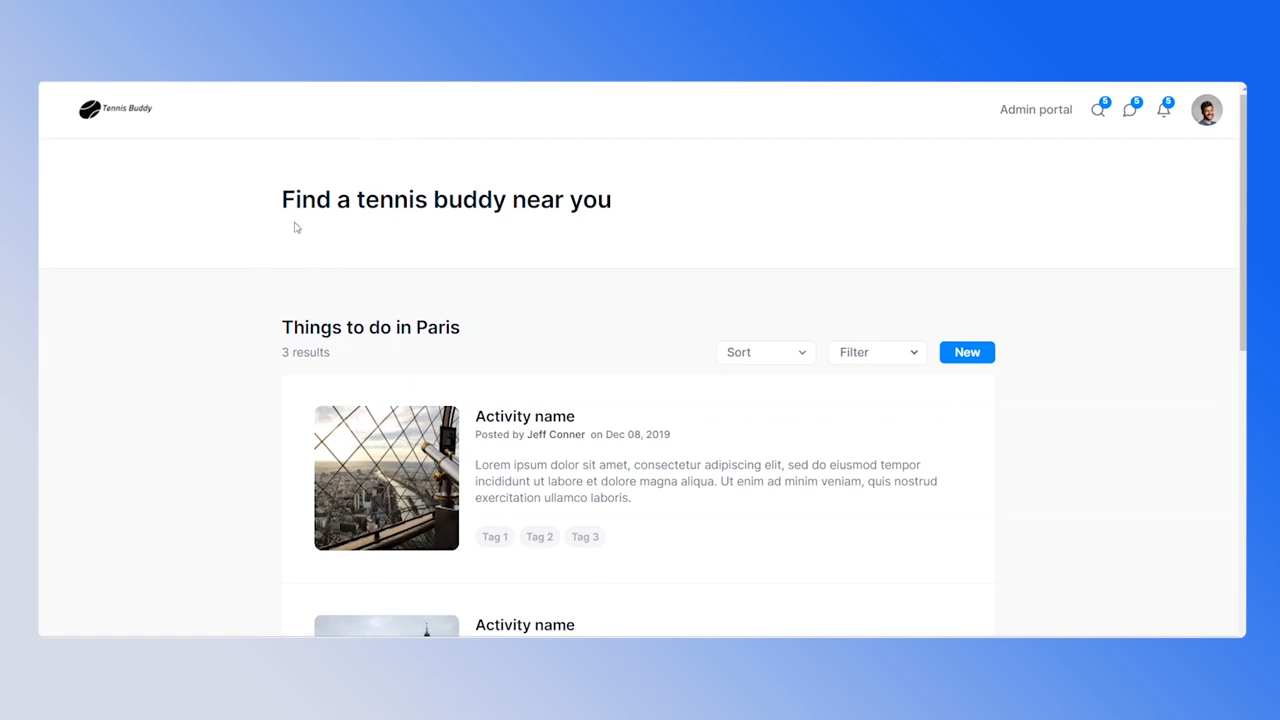 Tennis Buddy
Admin portal
5
5
5
Find a tennis buddy near you
Things to do in Paris
3 results
Sort
Filter
New
Activity name
Posted by Jeff Conner on Dec 08, 2019
Lorem ipsum dolor sit amet, consectetur adipiscing elit, sed do eiusmod tempor
incididunt ut labore et dolore magna aliqua. Ut enim ad minim veniam, quis nostrud
exercitation ullamco laboris.
Tag 1
Tag 2
Tag 3
Activity name